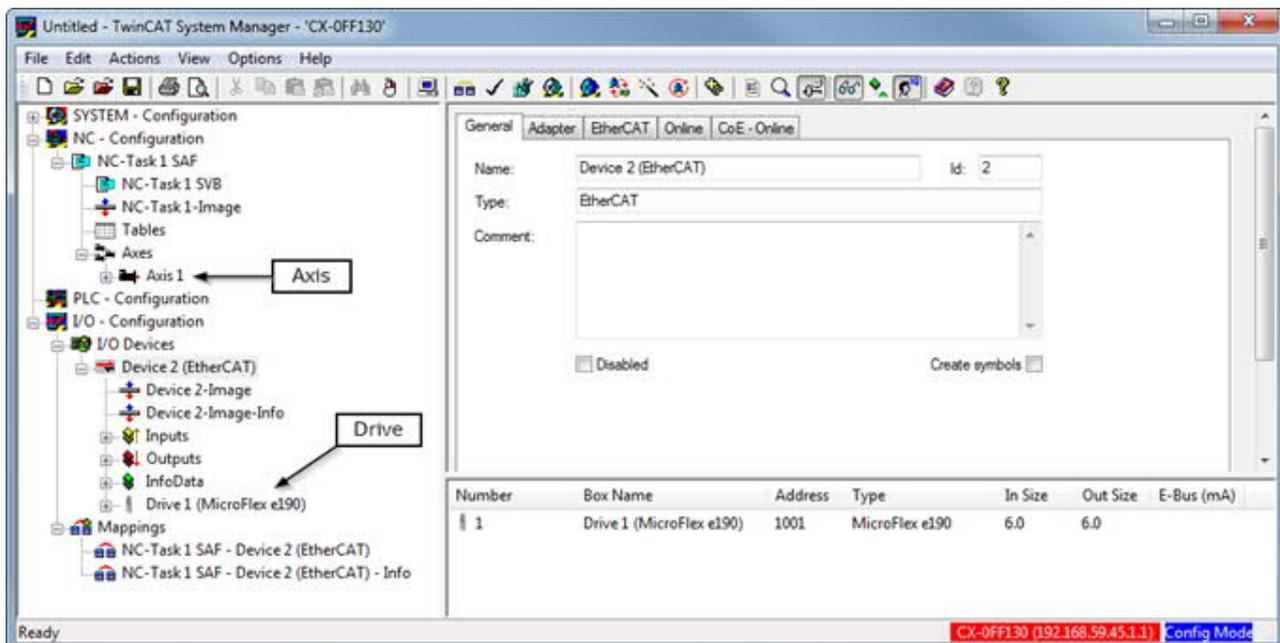 Untitled - TwinCAT System Manager - 'CX-0FF130'
File Edit Actions View Options Help
SYSTEM - Configuration
NC - Configuration
NC-Task 1 SAF
NC-Task 1 SVB
NC-Task 1-Image
Tables
Axes
Axis 1
Axis
PLC - Configuration
I/O - Configuration
I/O Devices
Device 2 (EtherCAT)
Device 2-Image
Device 2-Image-Info
Inputs
Drive
Outputs
InfoData
Drive 1 (MicroFlex e190)
Mappings
NC-Task 1 SAF - Device 2 (EtherCAT)
NC-Task 1 SAF - Device 2 (EtherCAT) - Info
General Adapter EtherCAT Online CoE - Online
Name: Device 2 (EtherCAT) Id: 2
Type: EtherCAT
Comment:
Disabled Create symbols
Number Box Name Address Type In Size Out Size E-Bus (mA)
1 Drive 1 (MicroFlex e190) 1001 MicroFlex e190 6.0 6.0
Ready CX-0FF130 (192.168.59.45.1.1) Config Mode